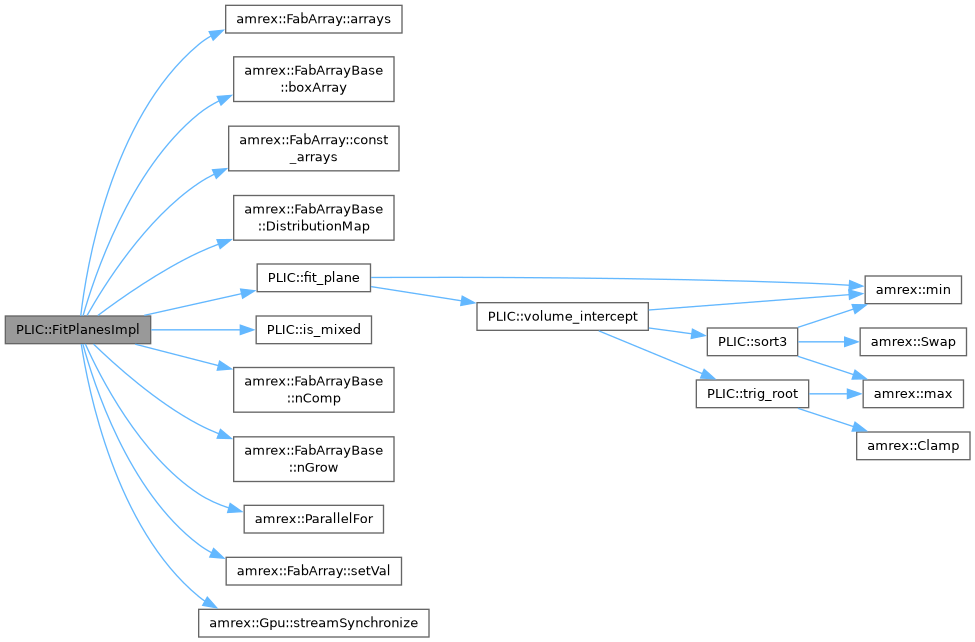 amrex::FabArray::arrays
amrex::FabArrayBase
::boxArray
amrex::FabArray::const
_arrays
amrex::FabArrayBase
::DistributionMap
PLIC::fit_plane
PLIC::FitPlanesImpl
PLIC::is_mixed
amrex::FabArrayBase
::nComp
amrex::FabArrayBase
::nGrow
amrex::ParallelFor
amrex::FabArray::setVal
amrex::Gpu::streamSynchronize
PLIC::volume_intercept
PLIC::sort3
PLIC::trig_root
amrex::min
amrex::Swap
amrex::max
amrex::Clamp